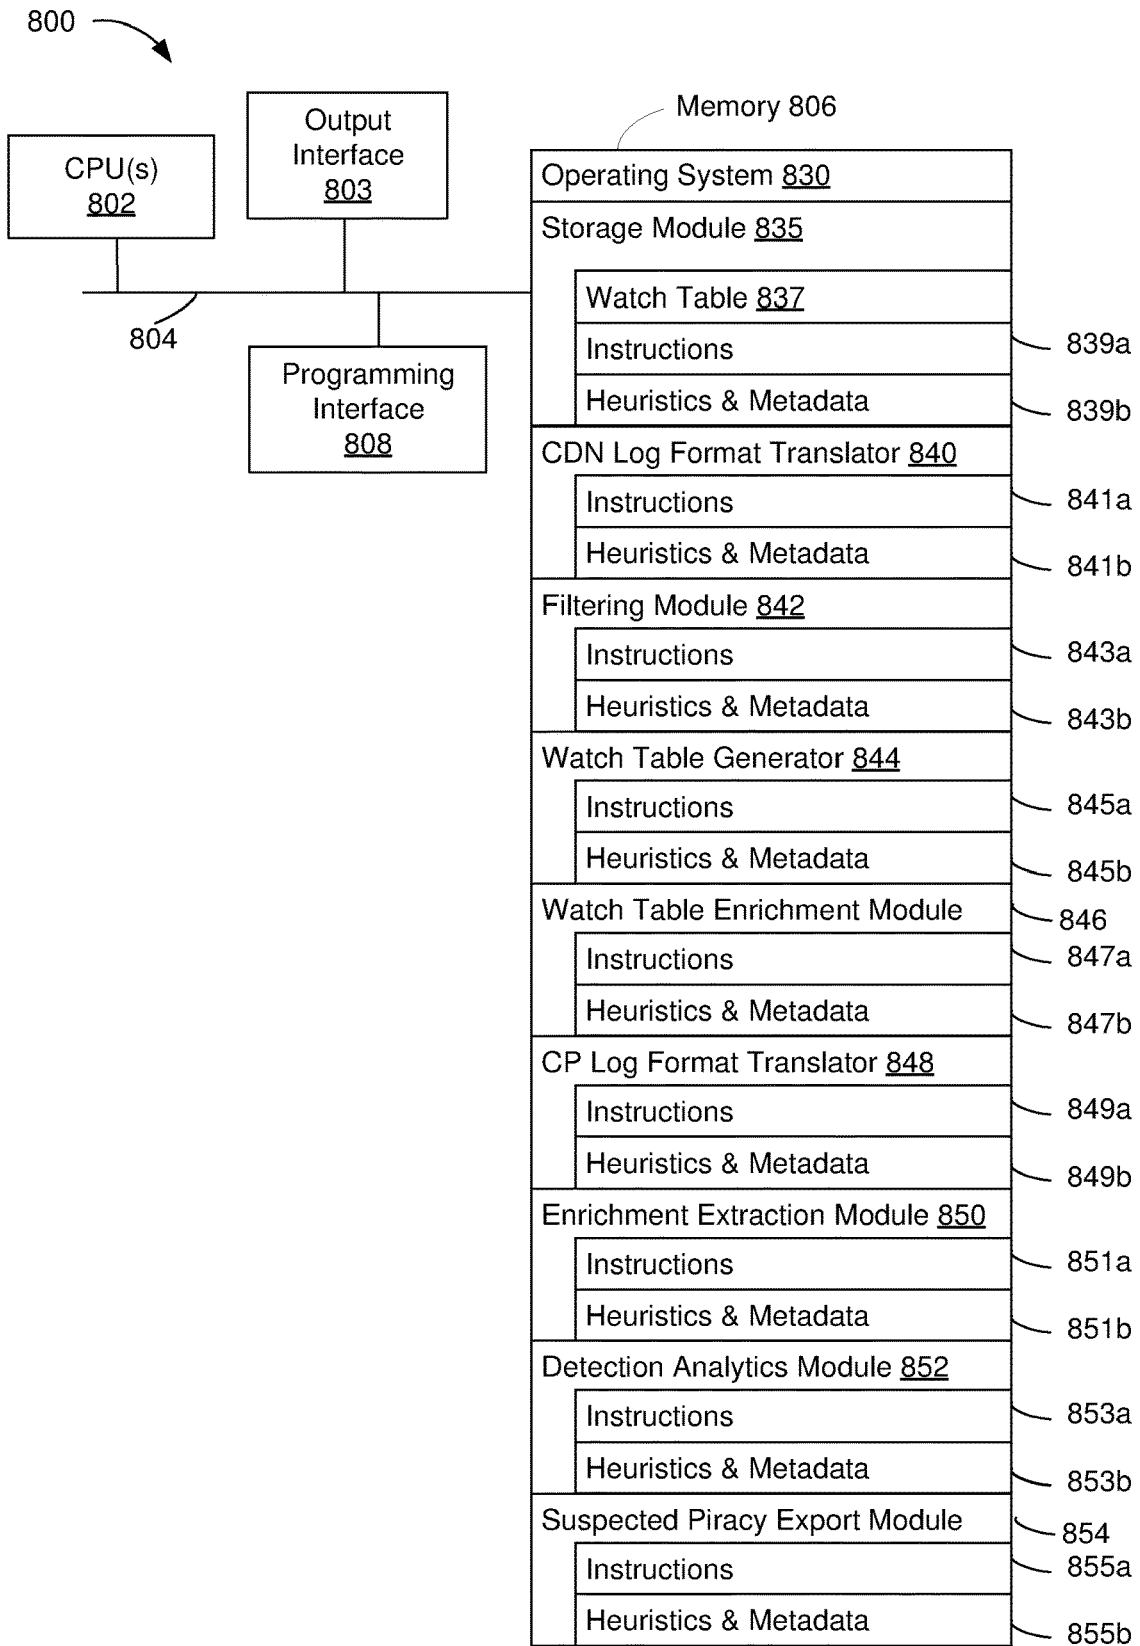 800
Memory 806
Output
Interface
803
CPU(s)
802
804
Programming
Interface
808
Operating System 830
Storage Module 835
Watch Table 837
Instructions
839a
Heuristics & Metadata
839b
CDN Log Format Translator 840
Instructions
841a
Heuristics & Metadata
841b
Filtering Module 842
Instructions
843a
Heuristics & Metadata
843b
Watch Table Generator 844
Instructions
845a
Heuristics & Metadata
845b
Watch Table Enrichment Module
846
Instructions
847a
Heuristics & Metadata
847b
CP Log Format Translator 848
Instructions
849a
Heuristics & Metadata
849b
Enrichment Extraction Module 850
Instructions
851a
Heuristics & Metadata
851b
Detection Analytics Module 852
Instructions
853a
Heuristics & Metadata
853b
Suspected Piracy Export Module
854
Instructions
855a
Heuristics & Metadata
855b